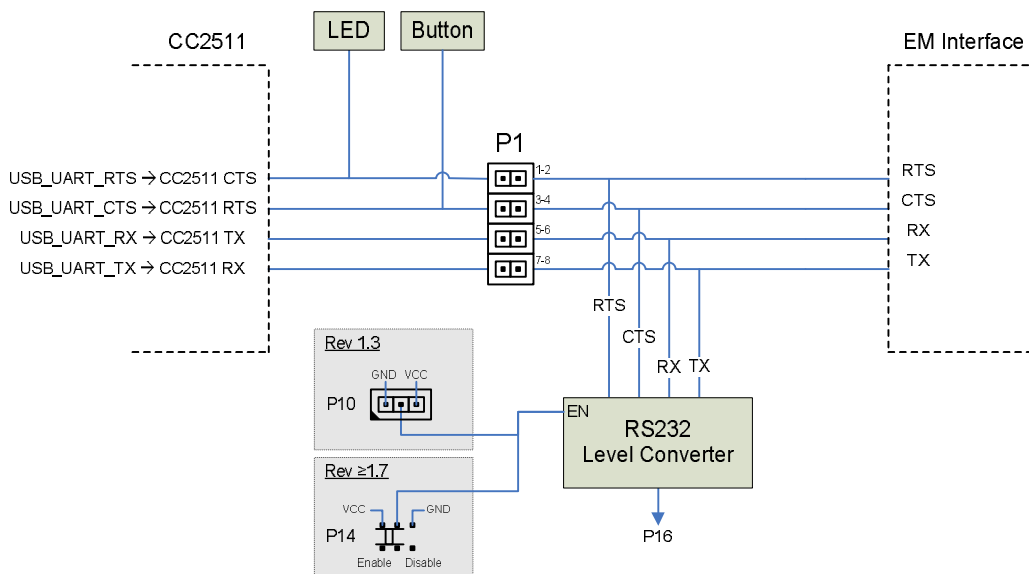 LED
Button
CC2511
EM Interface
P1
1-2
USB_UART_RTS → CC2511 CTS
RTS
3-4
USB_UART_CTS → CC2511 RTS
CTS
5-6
USB_UART_RX → CC2511 TX
RX
7-8
USB_UART_TX → CC2511 RX
TX
RTS
CTS
RX
TX
Rev 1.3
GND
VCC
P10
EN
RS232
Level Converter
Rev ≥1.7
VCC
GND
P14
Enable
Disable
P16